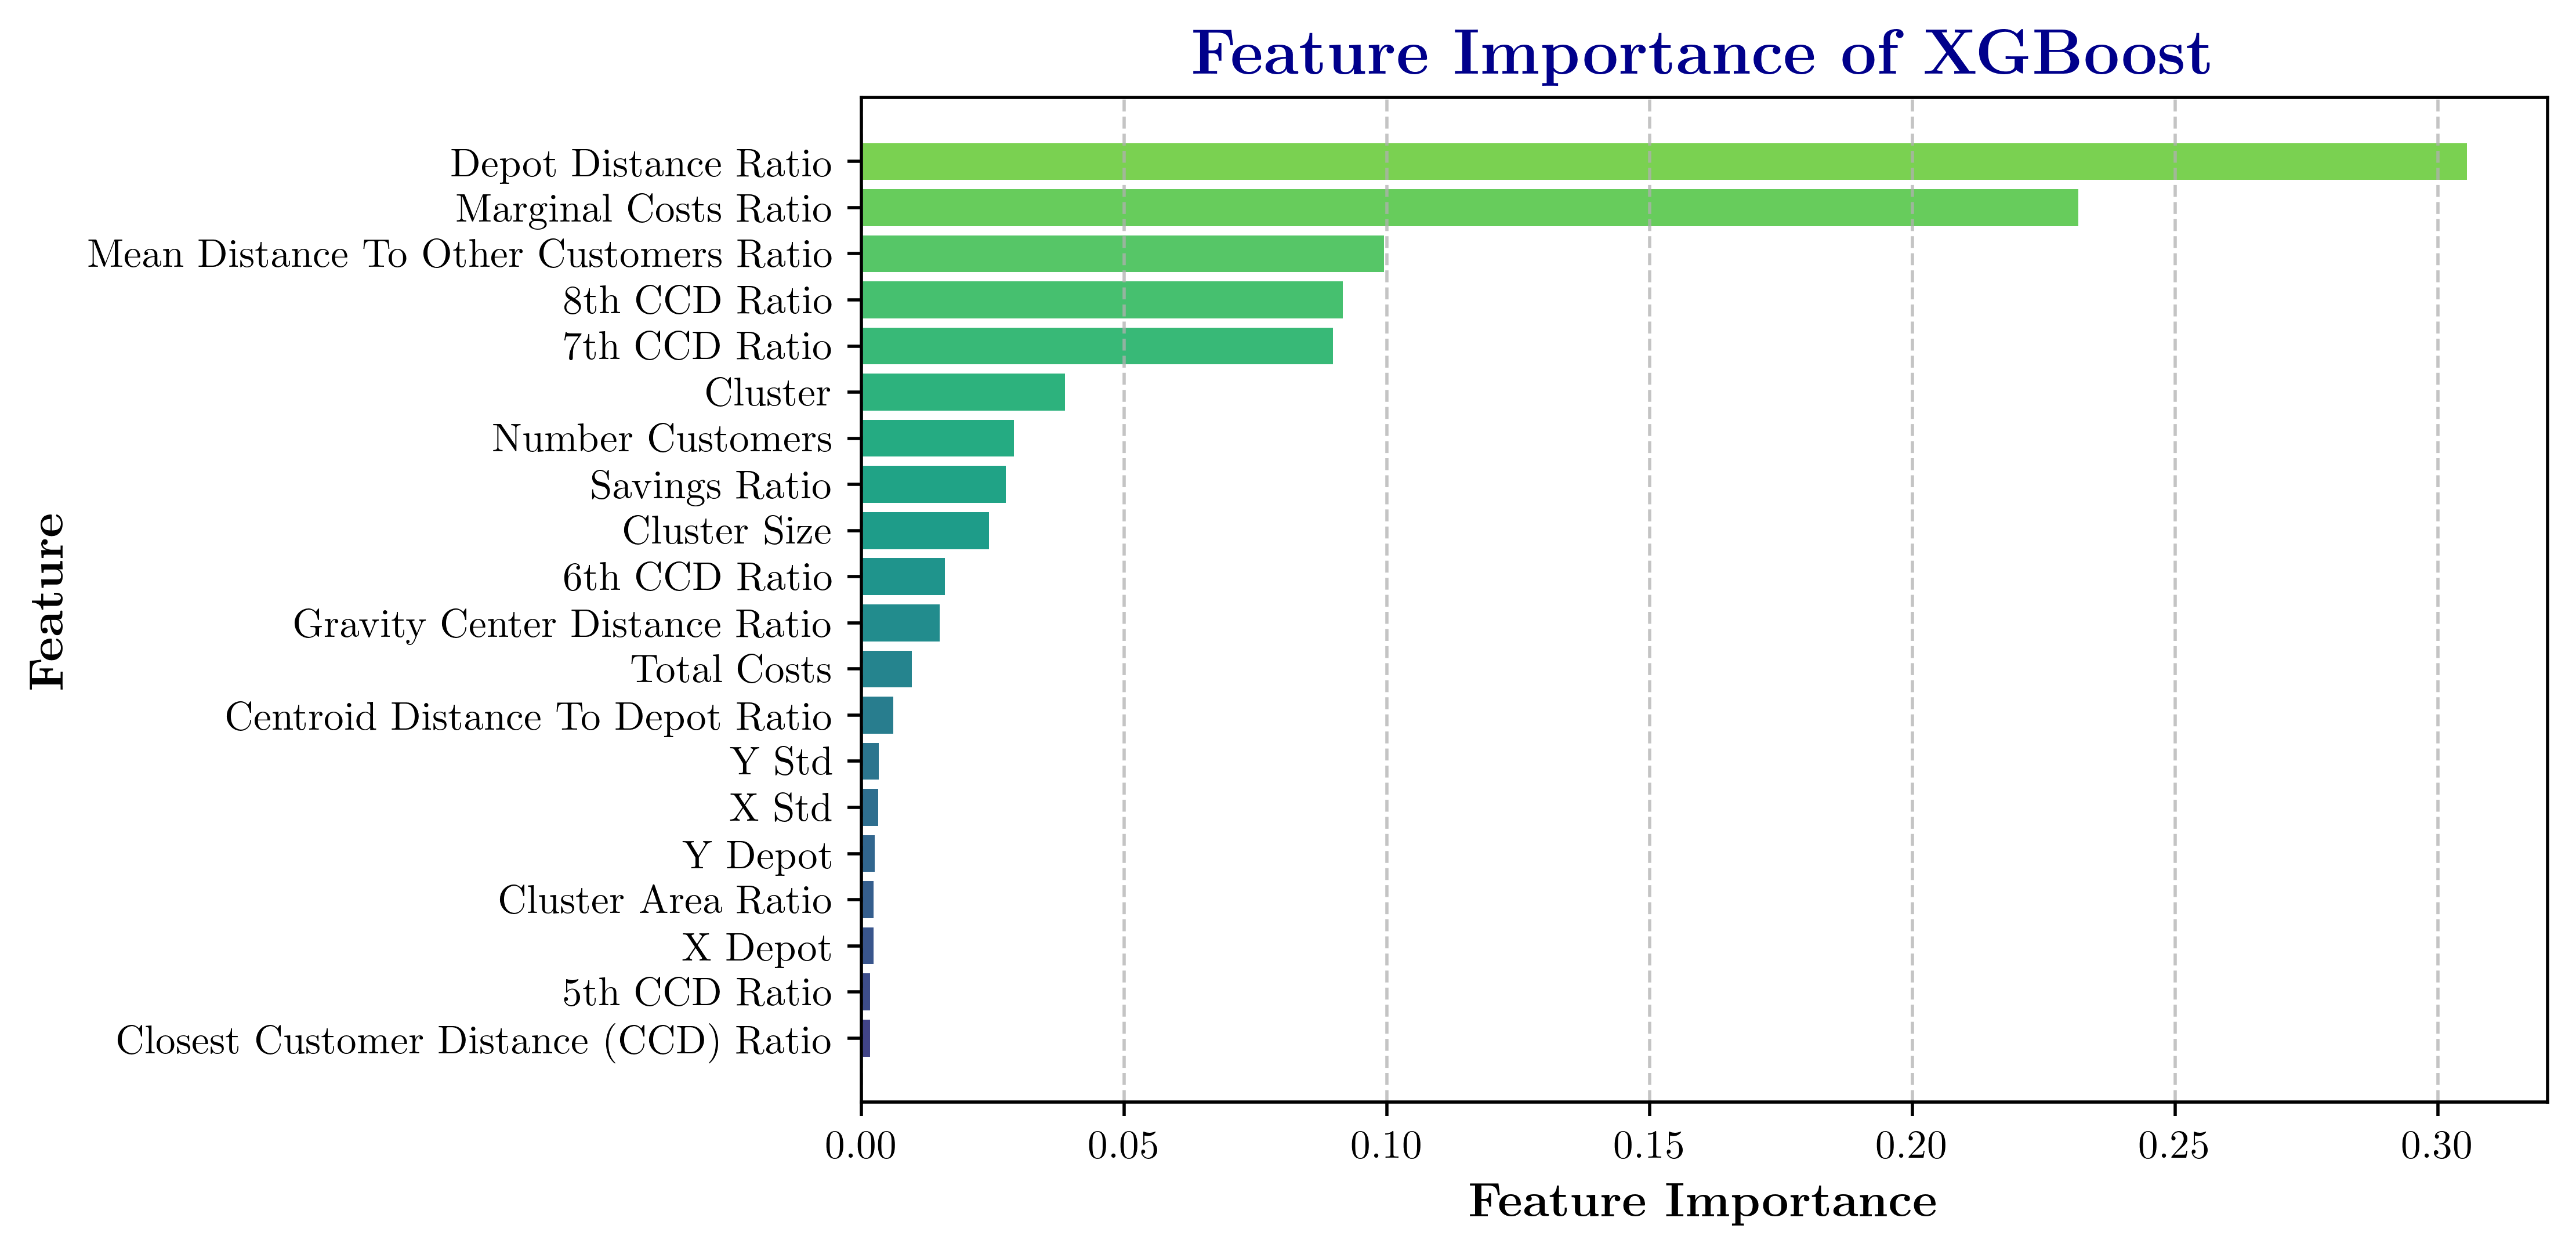 Feature Importance of XGBoost
Feature
Depot Distance Ratio
Marginal Costs Ratio
Mean Distance To Other Customers Ratio
8th CCD Ratio
7th CCD Ratio
Cluster
Number Customers
Savings Ratio
Cluster Size
6th CCD Ratio
Gravity Center Distance Ratio
Total Costs
Centroid Distance To Depot Ratio
Y Std
X Std
Y Depot
Cluster Area Ratio
X Depot
5th CCD Ratio
Closest Customer Distance (CCD) Ratio
0.00 0.05 0.10 0.15 0.20 0.25 0.30
Feature Importance